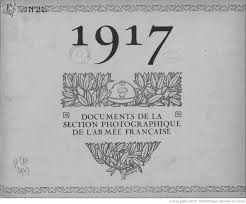 N° 28
1917
DOCUMENTS DE LA
SECTION PHOTOGRAPHIQUE
DE L'ARMÉE FRANÇAISE